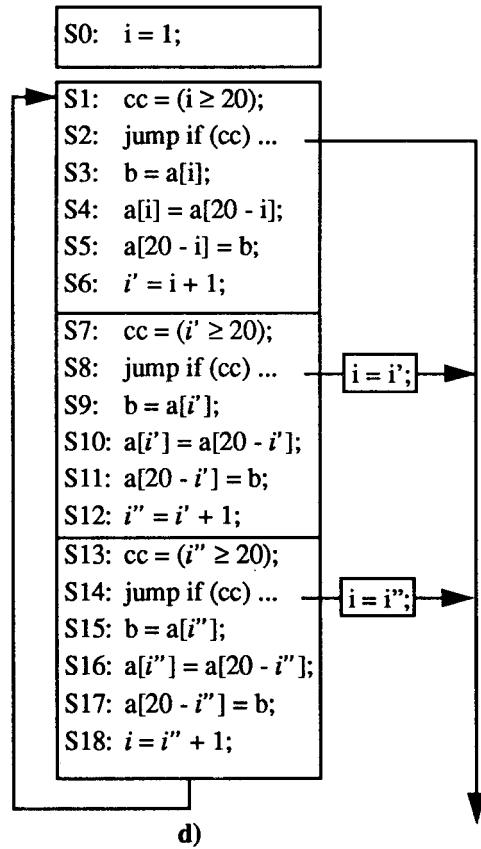 S0: i = 1;
S1: cc = (i ≥ 20);
S2: jump if (cc) ...
S3: b = a[i];
S4: a[i] = a[20 - i];
S5: a[20 - i] = b;
S6: i' = i + 1;
S7: cc = (i' ≥ 20);
S8: jump if (cc) ...
i = i';
S9: b = a[i'];
S10: a[i'] = a[20 - i'];
S11: a[20 - i'] = b;
S12: i'' = i' + 1;
S13: cc = (i'' ≥ 20);
S14: jump if (cc) ...
i = i'';
S15: b = a[i''];
S16: a[i''] = a[20 - i''];
S17: a[20 - i''] = b;
S18: i = i'' + 1;
d)